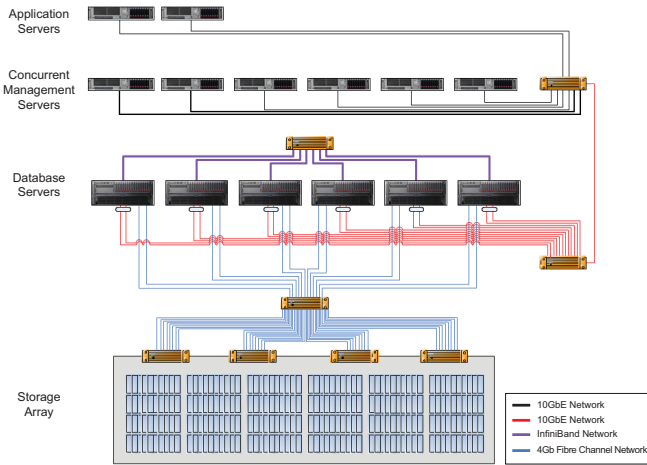 Application
Servers
Concurrent
Management
Servers
Database
Servers
Storage
Array
10GbE Network
10GbE Network
InfiniBand Network
4Gb Fibre Channel Network